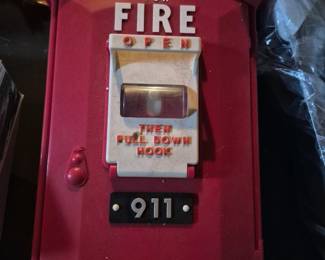 FIRE
OPEN
THEN
PULL DOWN
HOOK
911